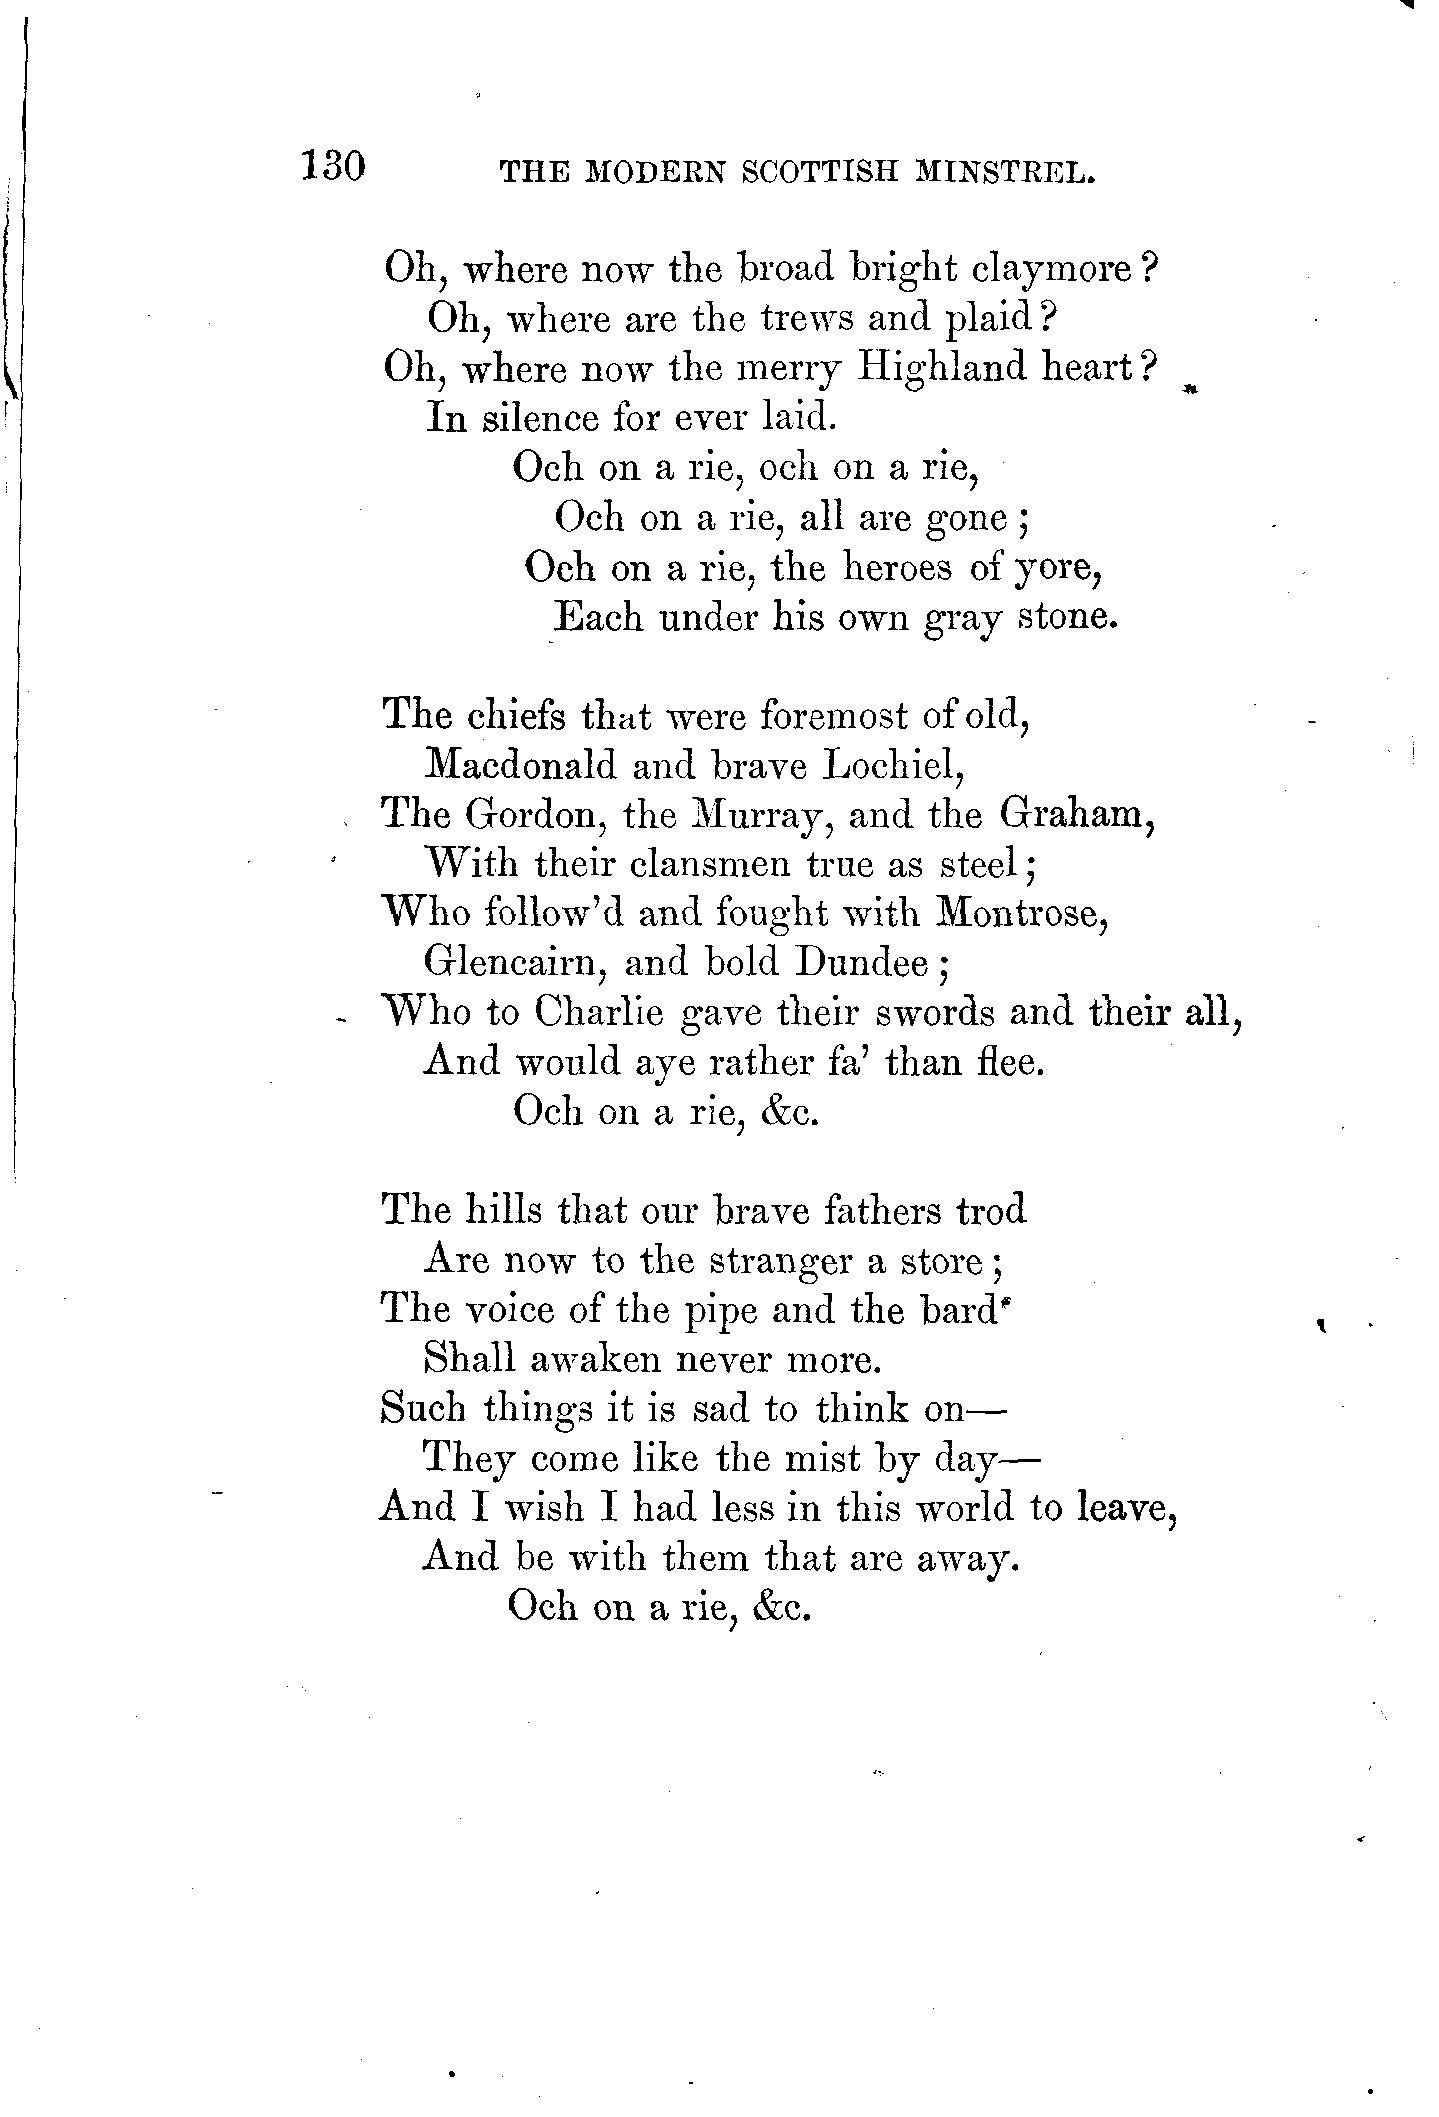 130 THE MODERN SCOTTISH MINSTREL.
Oh, where now the broad bright claymore?
Oh, where are the trews and plaid?
Oh, where now the merry Highland heart?
In silence for ever laid.
Och on a rie, och on a rie,
Och on a rie, all are gone;
Och on a rie, the heroes of yore,
Each under his own gray stone.
The chiefs that were foremost of old,
Macdonald and brave Lochiel,
The Gordon, the Murray, and the Graham,
With their clansmen true as steel;
Who follow'd and fought with Montrose,
Glencairn, and bold Dundee;
Who to Charlie gave their swords and their all,
And would aye rather fa' than flee.
Och on a rie, &c.
The hills that our brave fathers trod
Are now to the stranger a store;
The voice of the pipe and the bard
Shall awaken never more.
Such things it is sad to think on—
They come like the mist by day—
And I wish I had less in this world to leave,
And be with them that are away.
Och on a rie, &c.